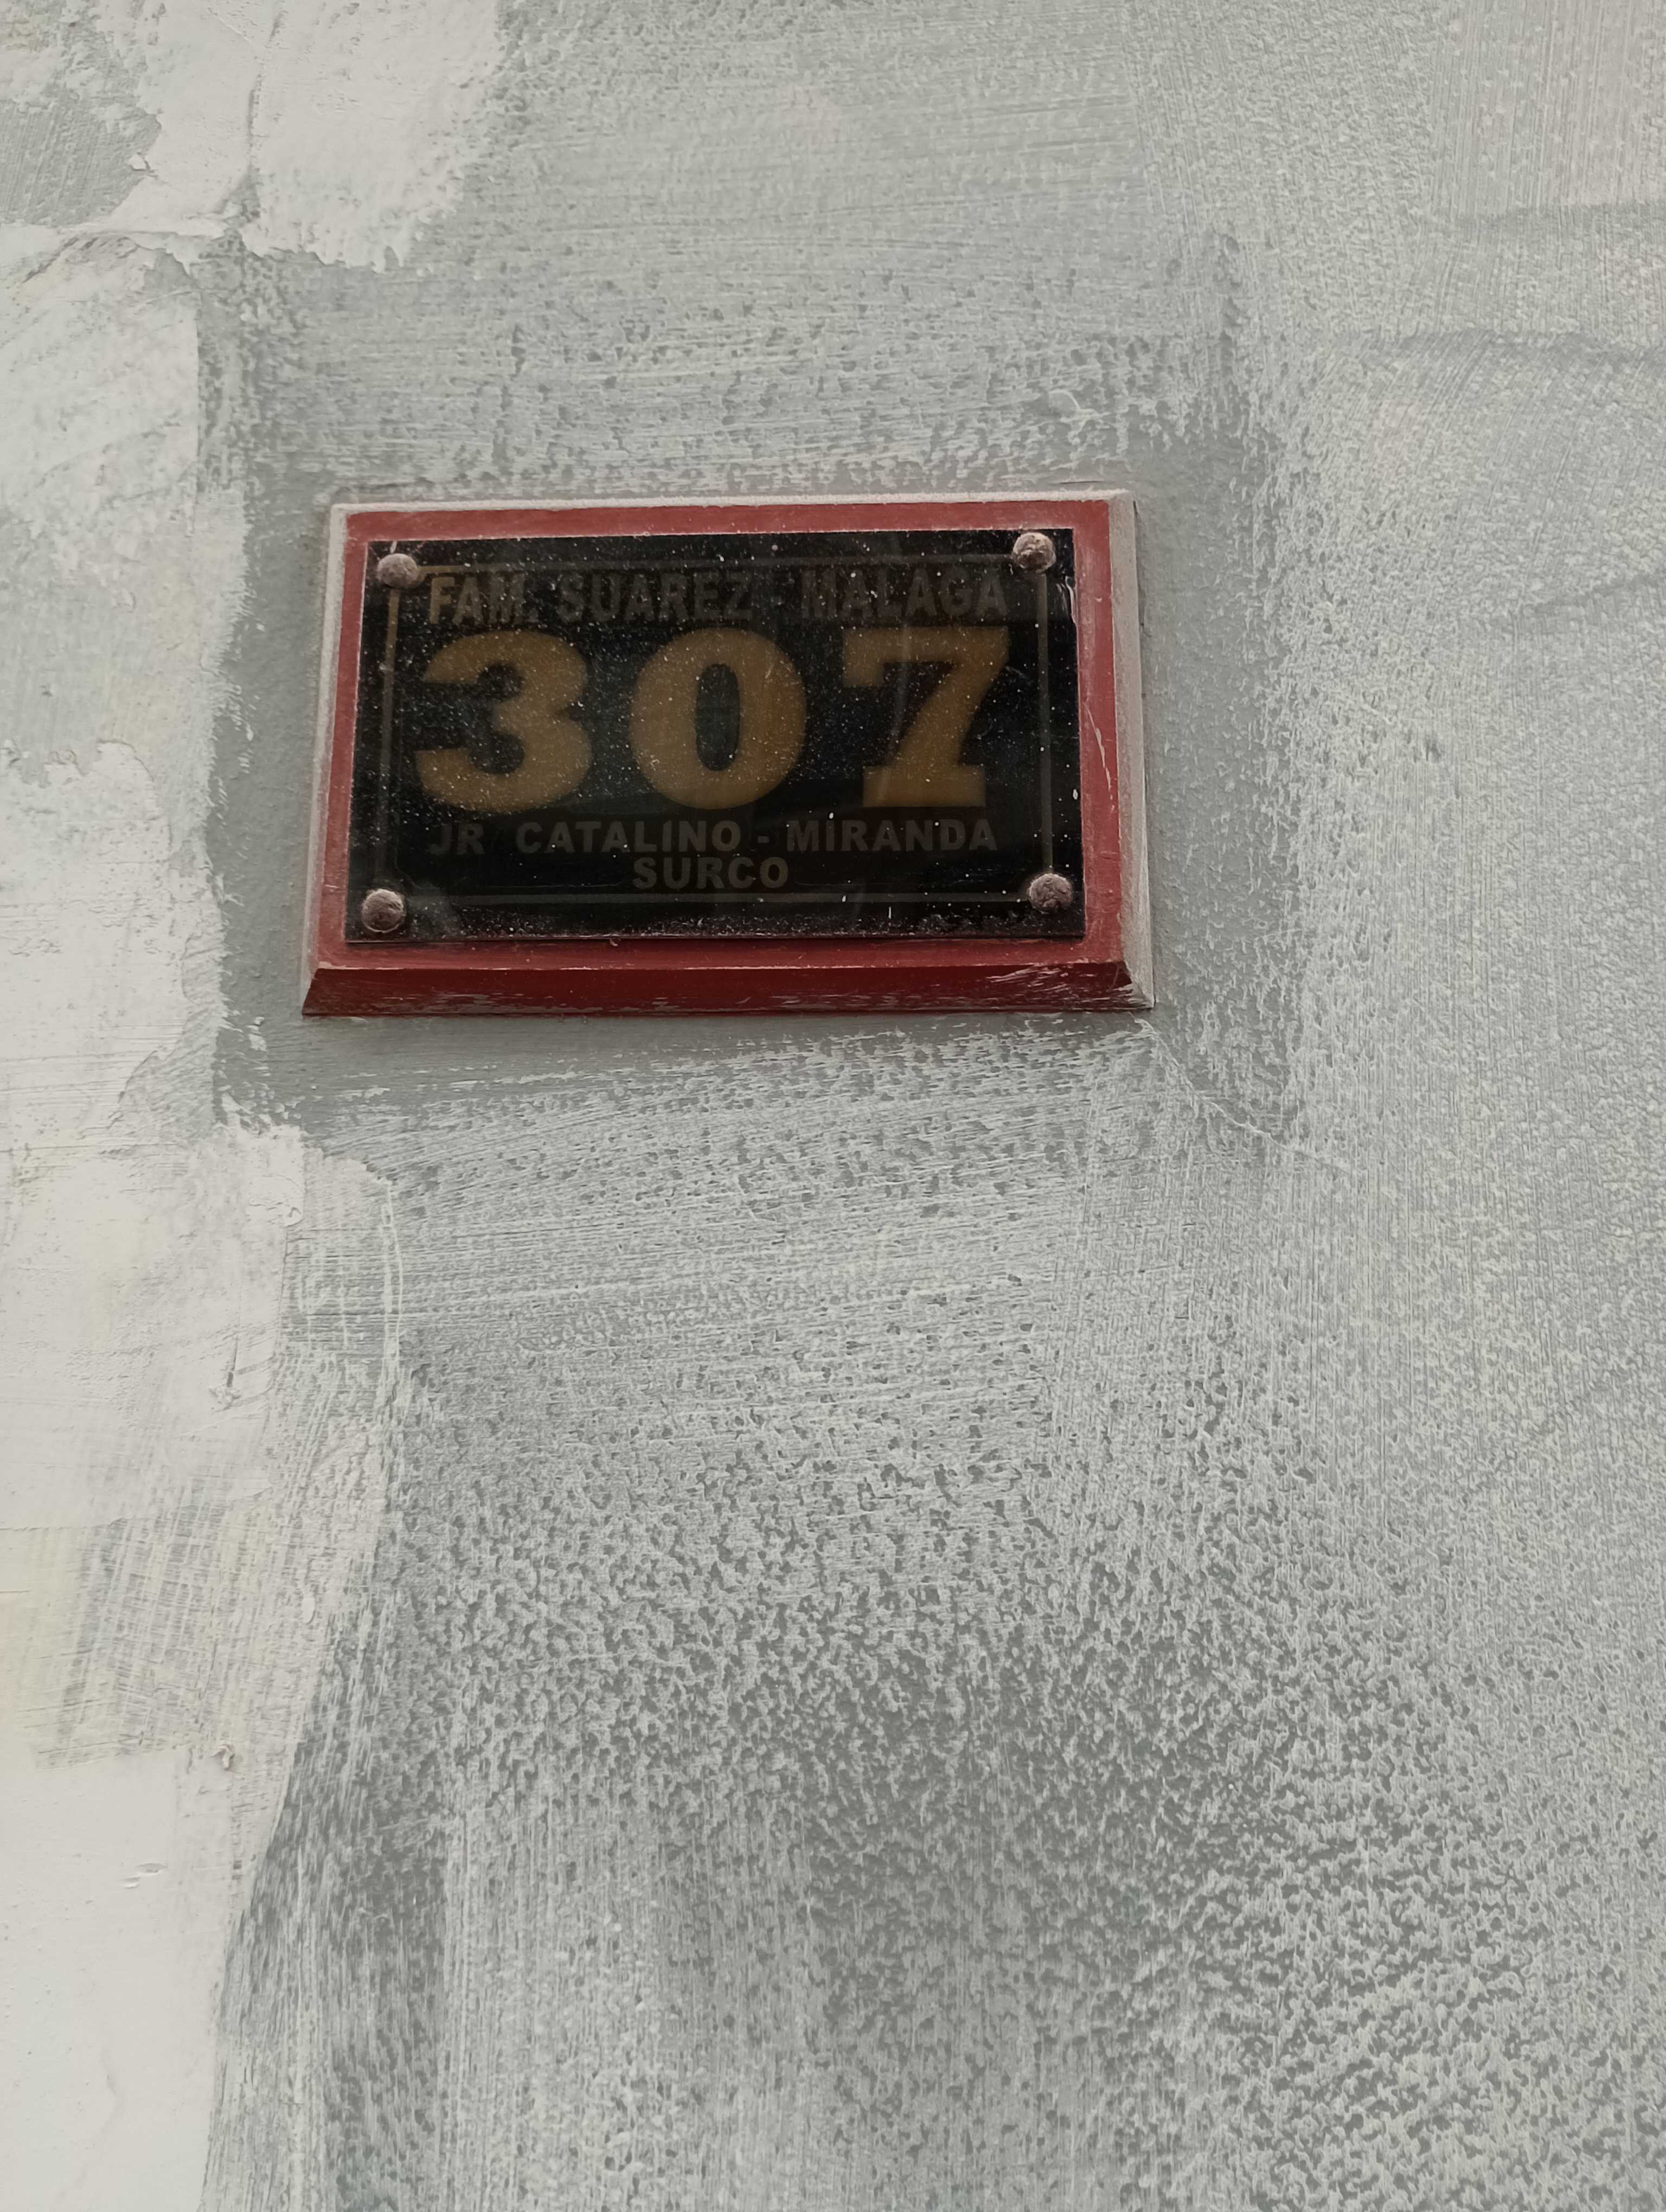 FAM. SUAREZ - MALAGA
307
JR CATALINO - MIRANDA
SURCO